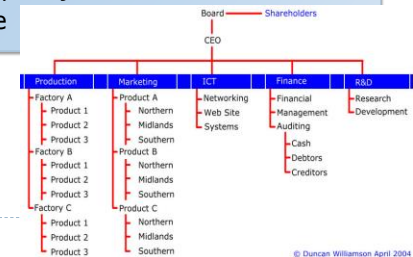 e
Board Shareholders
CEO
Production
Factory A
Product 1
Product 2
Product 3
Factory B
Product 1
Product 2
Product 3
Factory C
Product 1
Product 2
Product 3
Marketing
Product A
Northern
Midlands
Southern
Product B
Northern
Midlands
Southern
Product C
Northern
Midlands
Southern
ICT
Networking
Web Site
Systems
Finance
Financial
Management
Auditing
Cash
Debtors
Creditors
R&D
Research
Development
© Duncan Williamson April 2004